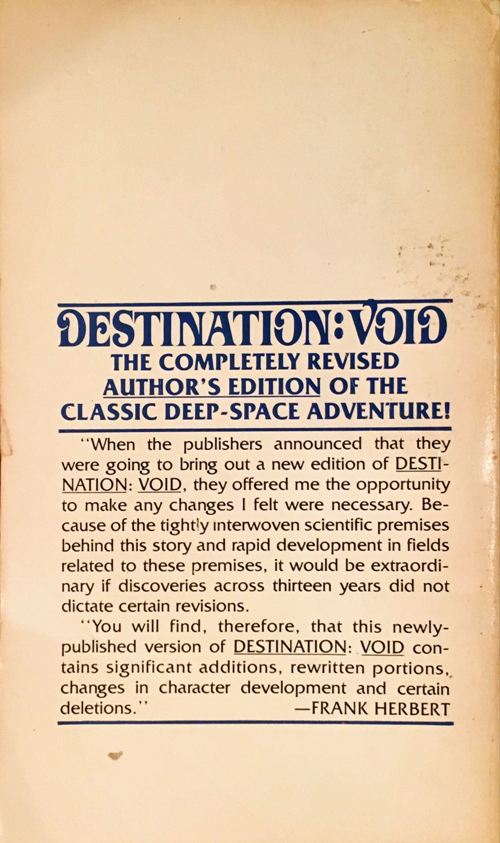 DESTINATION: VOID
THE COMPLETELY REVISED
AUTHOR'S EDITION OF THE
CLASSIC DEEP-SPACE ADVENTURE!
"When the publishers announced that they
were going to bring out a new edition of DESTI-
NATION: VOID, they offered me the opportunity
to make any changes I felt were necessary. Be-
cause of the tightly interwoven scientific premises
behind this story and rapid development in fields
related to these premises, it would be extraordi-
nary if discoveries across thirteen years did not
dictate certain revisions.
"You will find, therefore, that this newly-
published version of DESTINATION: VOID con-
tains significant additions, rewritten portions,
changes in character development and certain
deletions." —FRANK HERBERT